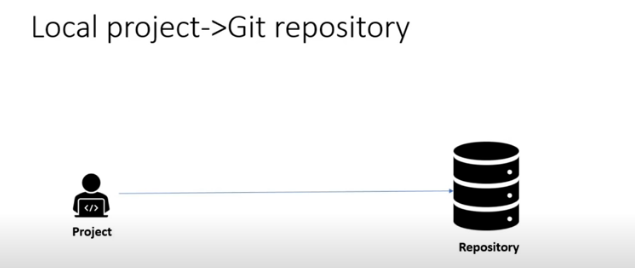 Local project->Git repository
</>
Project
Repository